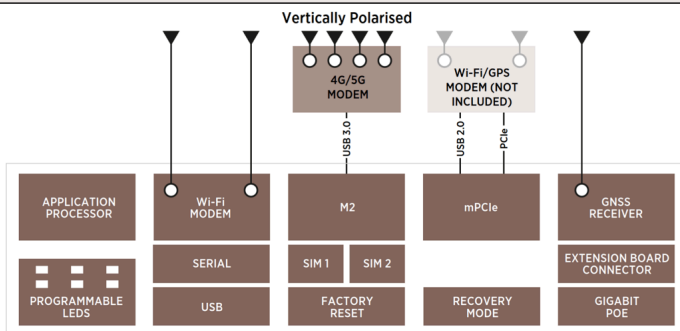 Vertically Polarised
4G/5G
MODEM
Wi-Fi/GPS
MODEM (NOT
INCLUDED)
USB 3.0
USB 2.0
PCIe
APPLICATION
PROCESSOR
Wi-Fi
MODEM
M2
mPCIe
GNSS
RECEIVER
SERIAL
SIM 1
SIM 2
EXTENSION BOARD
CONNECTOR
PROGRAMMABLE
LEDS
USB
FACTORY
RESET
RECOVERY
MODE
GIGABIT
POE